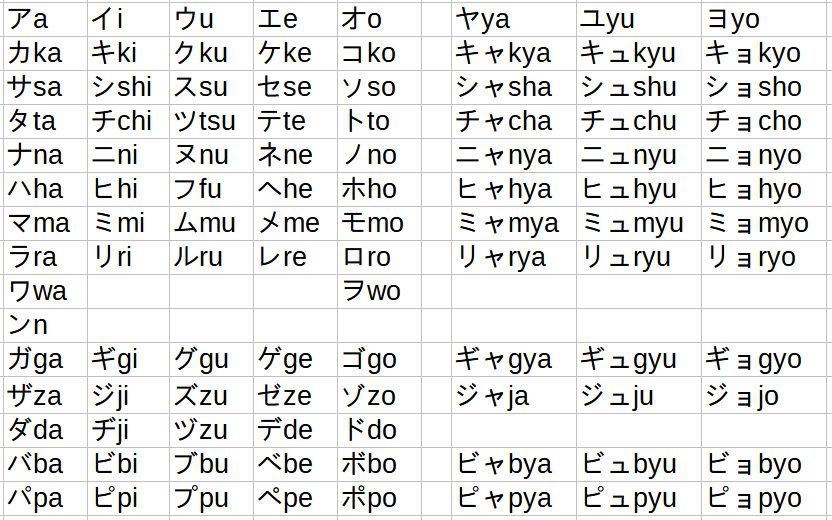 アa イi ウu エe オo ヤya ユyu ヨyo
カka キki クku ケke コko キャkya キュkyu キョkyo
サsa シshi スsu セse ソso シャsha シュshu ショsho
タta チchi ツtsu テte トto チャcha チュchu チョcho
ナna ニni ヌnu ネne ノno ニャnya ニュnyu ニョnyo
ハha ヒhi フfu ヘhe ホho ヒャhya ヒュhyu ヒョhyo
マma ミmi ムmu メme モmo ミャmya ミュmyu ミョmyo
ラra リri ルru レre ロro リャrya リュryu リョryo
ワwa ヲwo
ンn
ガga ギgi グgu ゲge ゴgo ギャgya ギュgyu ギョgyo
ザza ジji ズzu ゼze ゾzo ジャja ジュju ジョjo
ダda ヂji ヅzu デde ドdo
バba ビbi ブbu ベbe ボbo ビャbya ビュbyu ビョbyo
パpa ピpi プpu ペpe ポpo ピャpya ピュpyu ピョpyo